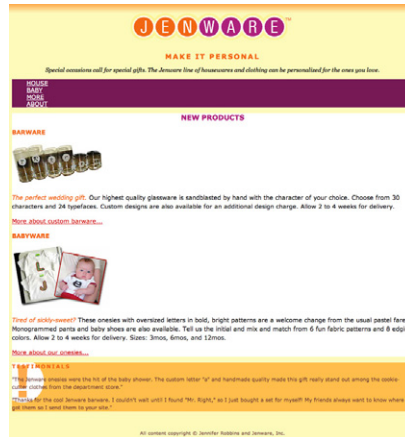 JENWARE™
MAKE IT PERSONAL
Special occasions call for special gifts. The Jenware line of housewares and clothing can be personalized for the ones you love.
HOUSE
BABY
MORE
ABOUT
NEW PRODUCTS
BARWARE
The perfect wedding gift. Our highest quality glassware is sandblasted by hand with the character of your choice. Choose from 30
characters and 24 typefaces. Custom designs are also available for an additional design charge. Allow 2 to 4 weeks for delivery.
More about custom barware...
BABYWARE
L
J
Tired of sickly-sweet? These onesies with oversized letters in bold, bright patterns are a welcome change from the usual pastel fare
Monogrammed pants and baby shoes are also available. Tell us the initial and mix and match from 6 fun fabric patterns and 8 edgi
colors. Allow 2 to 4 weeks for delivery. Sizes: 3mos, 6mos, and 12mos.
More about our onesies...
TESTIMONIALS
"The Jenware onesies were the hit of the baby shower. The custom letter "s" and handmade quality made this gift really stand out among the cookie-
cutter clothes from the department store."
"Thanks for the cool Jenware barware. I couldn't wait until I found "Mr. Right," so I just bought a set for myself! My friends always want to know where
get them so I send them to your site."
All content copyright © Jennifer Robbins and Jenware, Inc.